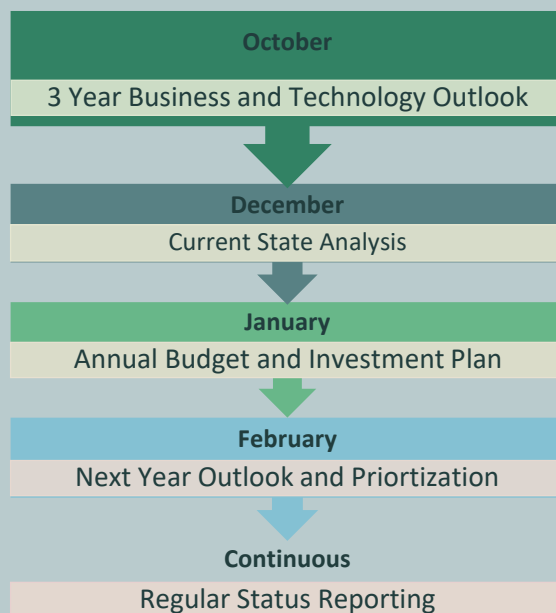 October
3 Year Business and Technology Outlook
December
Current State Analysis
January
Annual Budget and Investment Plan
February
Next Year Outlook and Priortization
Continuous
Regular Status Reporting